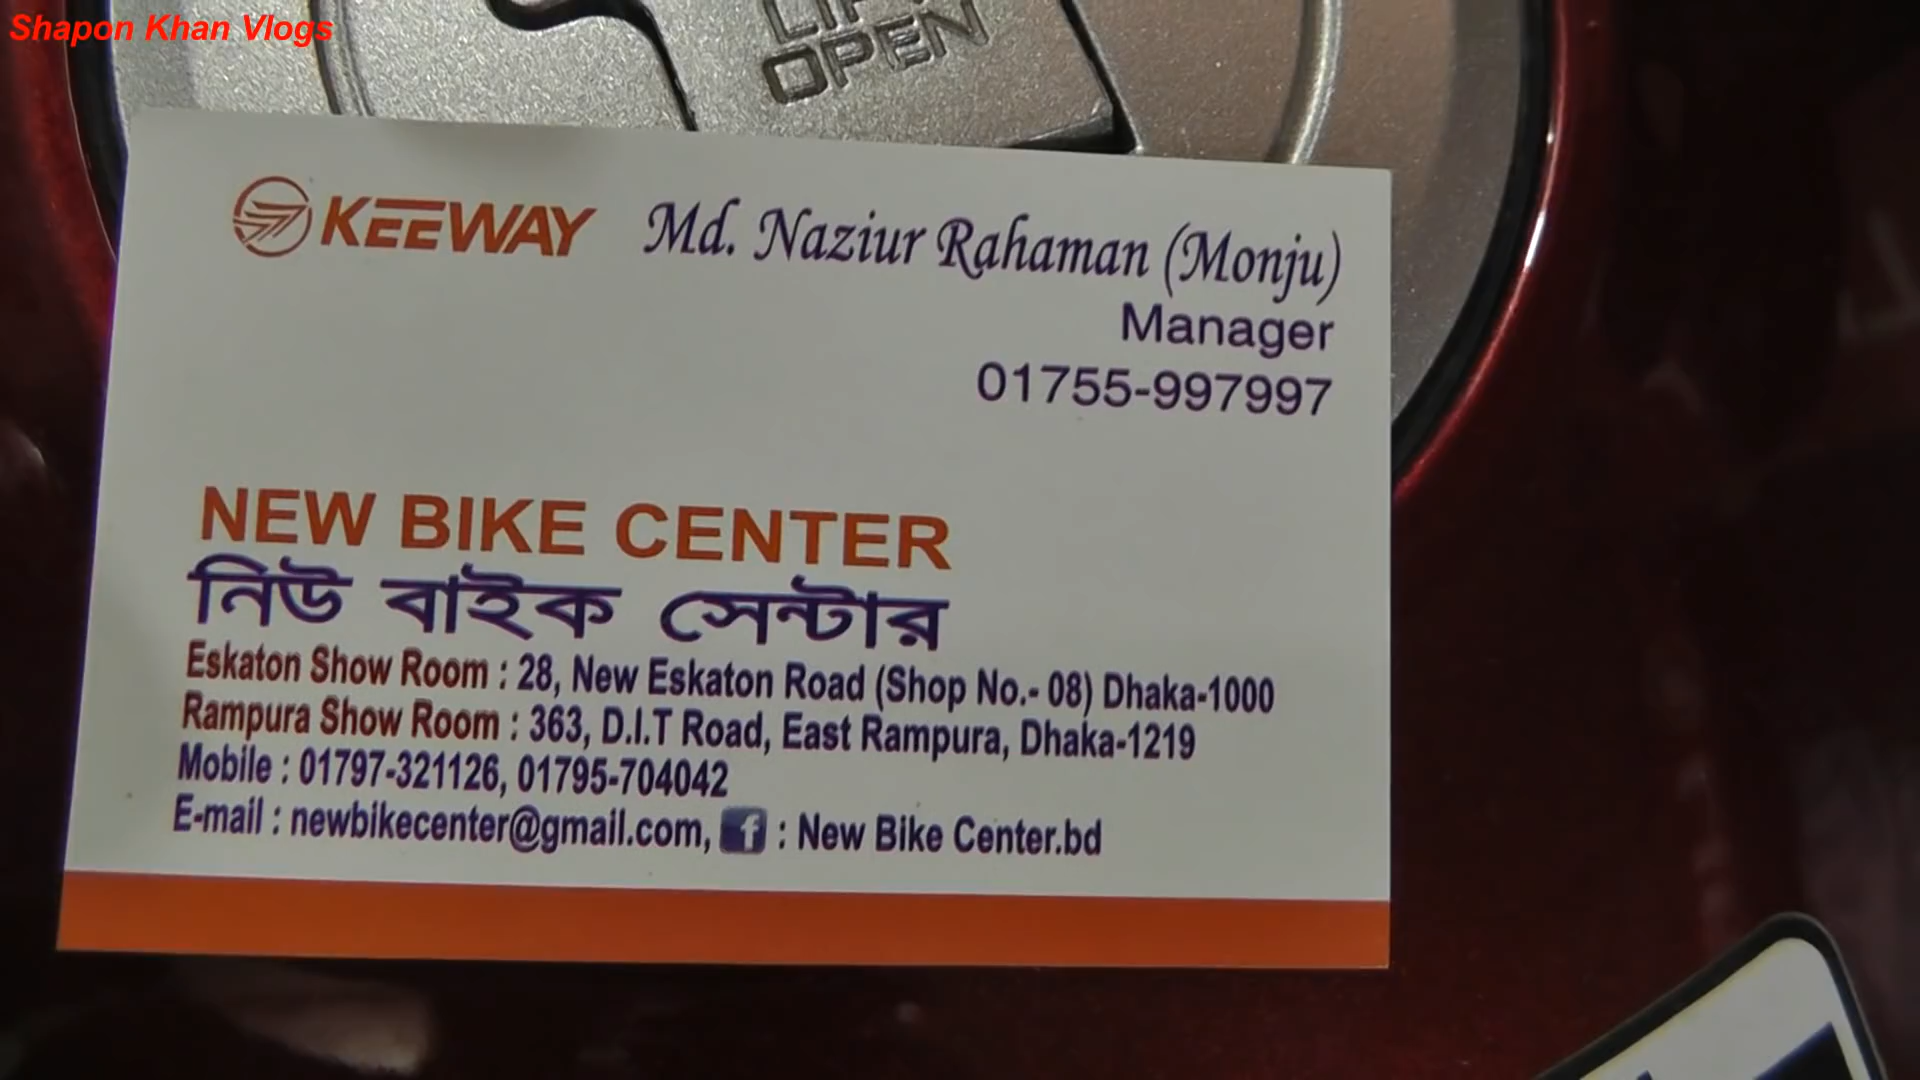 Shapon Khan Vlogs
OPEN
KEEWAY
Md. Naziur Rahaman (Monju)
Manager
01755-997997
NEW BIKE CENTER
নিউ বাইক সেন্টার
Eskaton Show Room : 28, New Eskaton Road (Shop No.- 08) Dhaka-1000
Rampura Show Room : 363, D.I.T Road, East Rampura, Dhaka-1219
Mobile : 01797-321126, 01795-704042
E-mail : newbikecenter@gmail.com, f : New Bike Center.bd